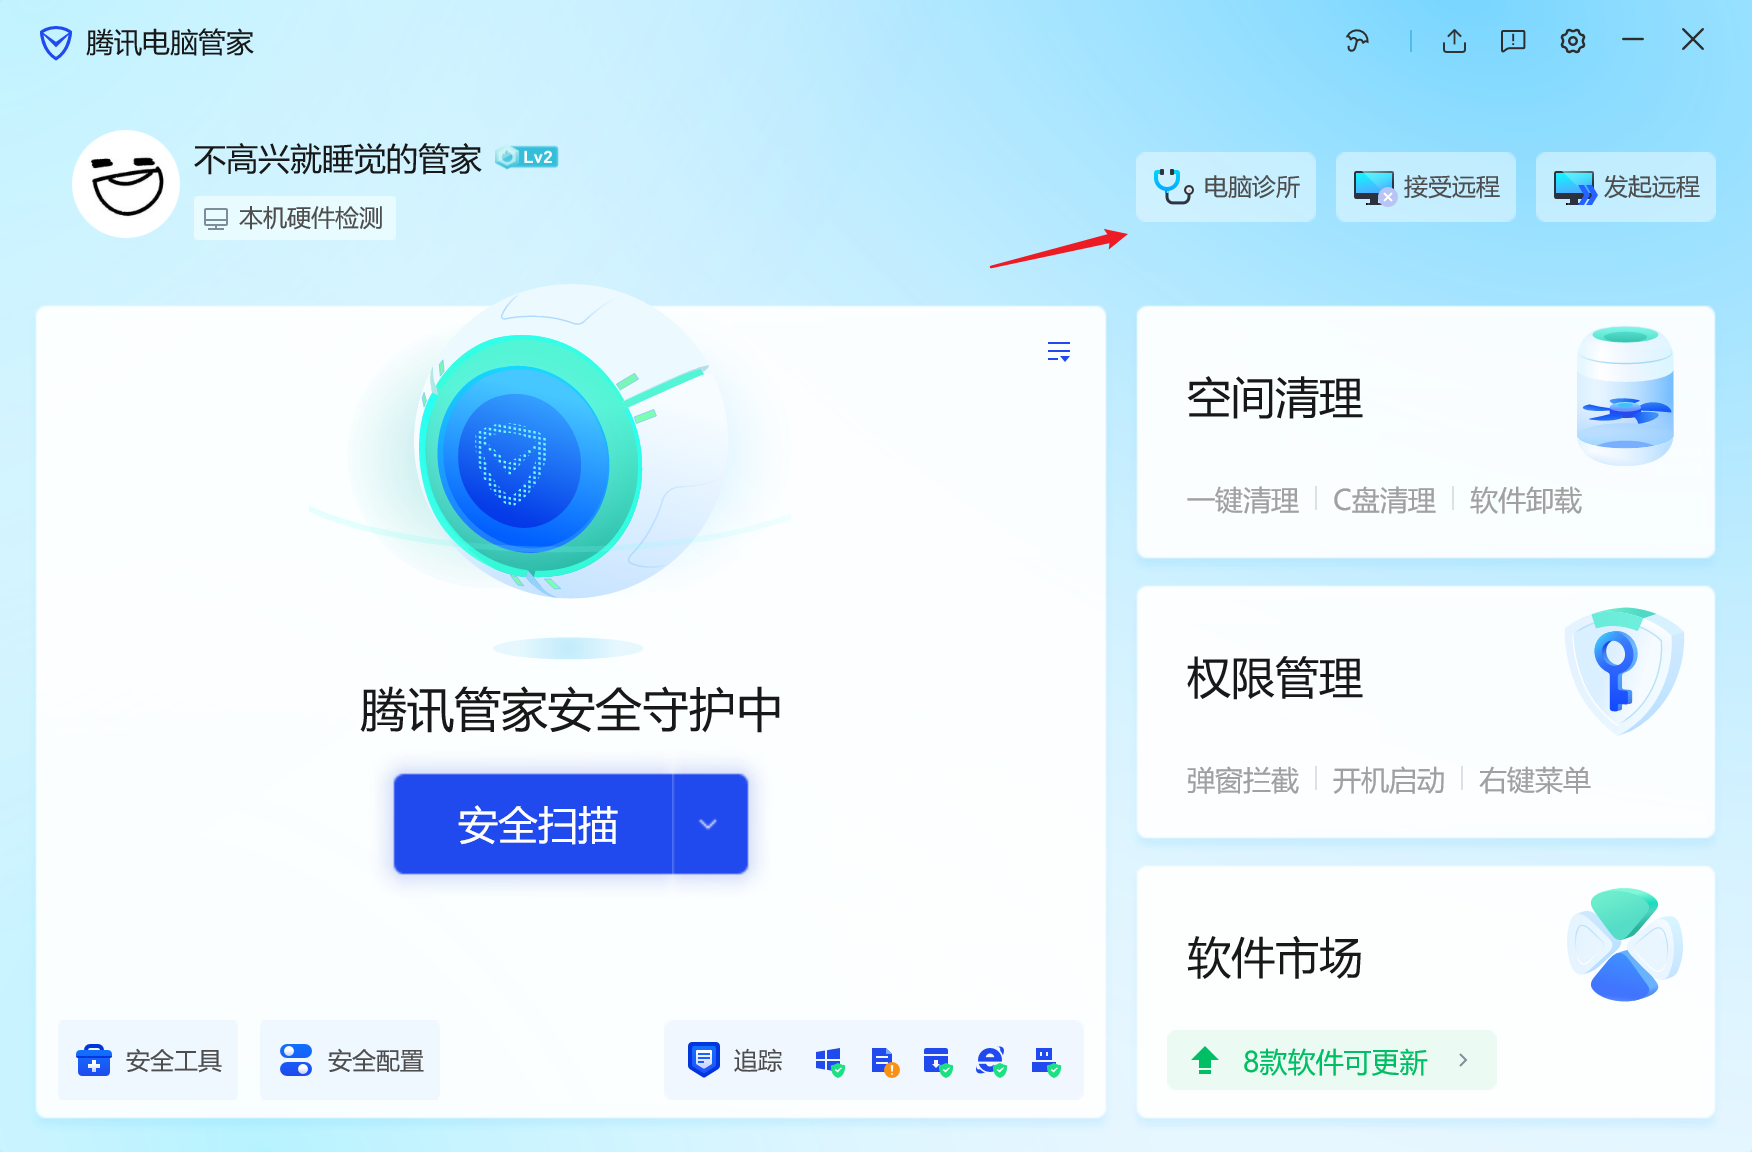 腾讯电脑管家
不高兴就睡觉的管家 Lv2
本机硬件检测
电脑诊所
接受远程
发起远程
腾讯管家安全守护中
安全扫描
安全工具
安全配置
追踪
空间清理
一键清理 C盘清理 软件卸载
权限管理
弹窗拦截 开机启动 右键菜单
软件市场
8款软件可更新